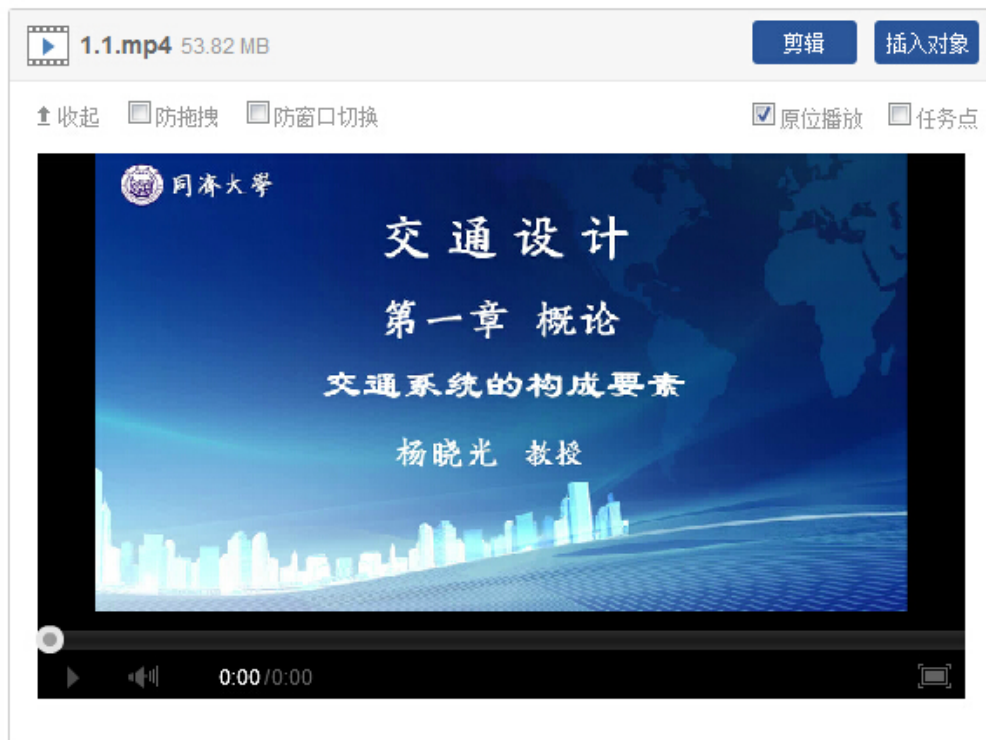 1.1.mp4 53.82 MB 剪辑 插入对象
收起 防拖拽 防窗口切换 原位播放 任务点
同濟大學
交通设计
第一章 概论
交通系统的构成要素
杨晓光 教授
0:00/0:00